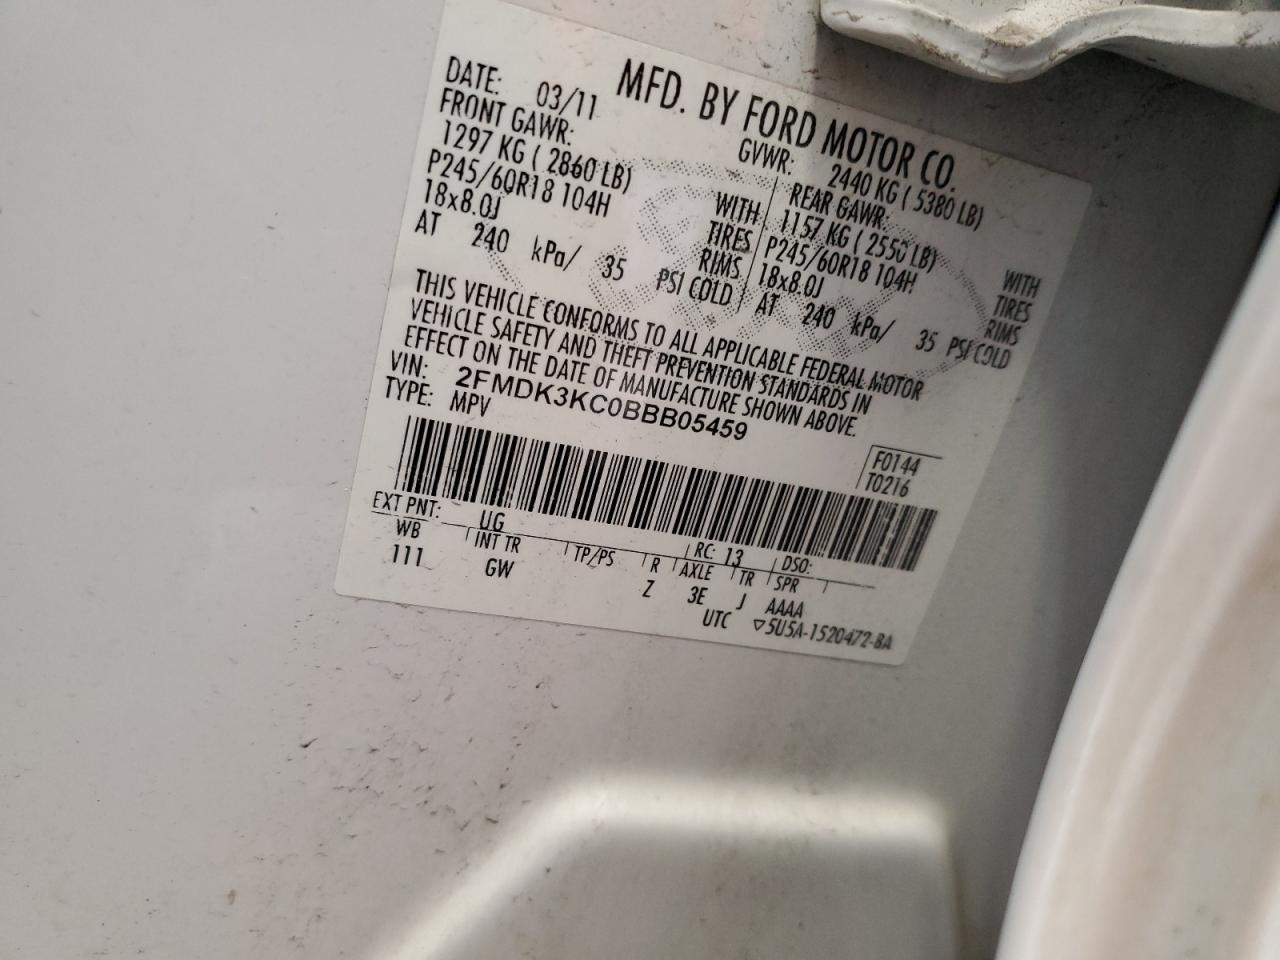 MFD. BY FORD MOTOR CO.
DATE: 03/11 GVWR: 2440 KG ( 5380 LB)
FRONT GAWR: REAR GAWR:
1297 KG ( 2860 LB) WITH 1157 KG ( 2550 LB) WITH
P245/60R18 104H TIRES P245/60R18 104H TIRES
18x8.0J RIMS 18x8.0J RIMS
AT 240 kPa/ 35 PSI COLD AT 240 kPa/ 35 PSI COLD
THIS VEHICLE CONFORMS TO ALL APPLICABLE FEDERAL MOTOR
VEHICLE SAFETY AND THEFT PREVENTION STANDARDS IN
EFFECT ON THE DATE OF MANUFACTURE SHOWN ABOVE.
VIN: 2FMDK3KC0BBB05459
TYPE: MPV
F0144
T0216
EXT PNT: UG RC: 13 DSO:
WB INT TR TP/PS R AXLE TR SPR
111 GW Z 3E J AAAA
UTC ▽5U5A-1520472-BA